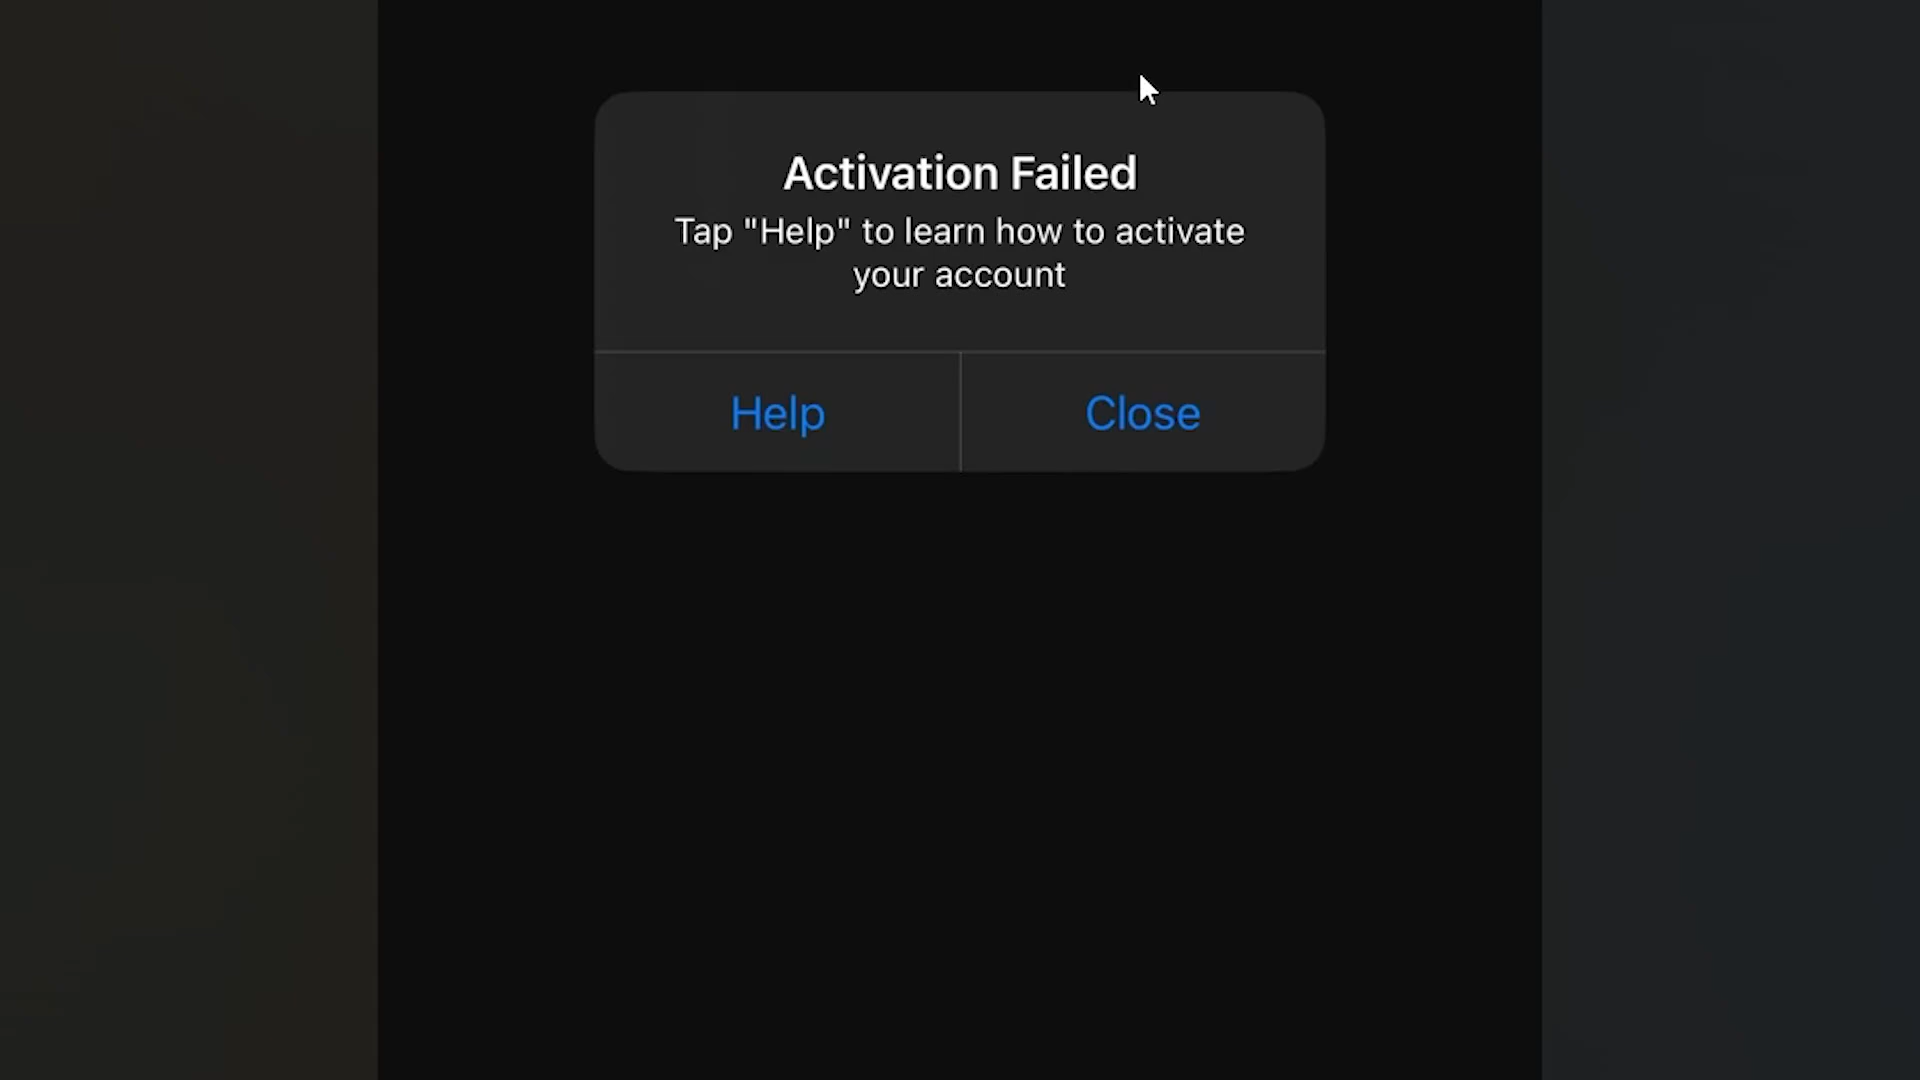 Activation Failed
Tap "Help" to learn how to activate
your account
Help
Close